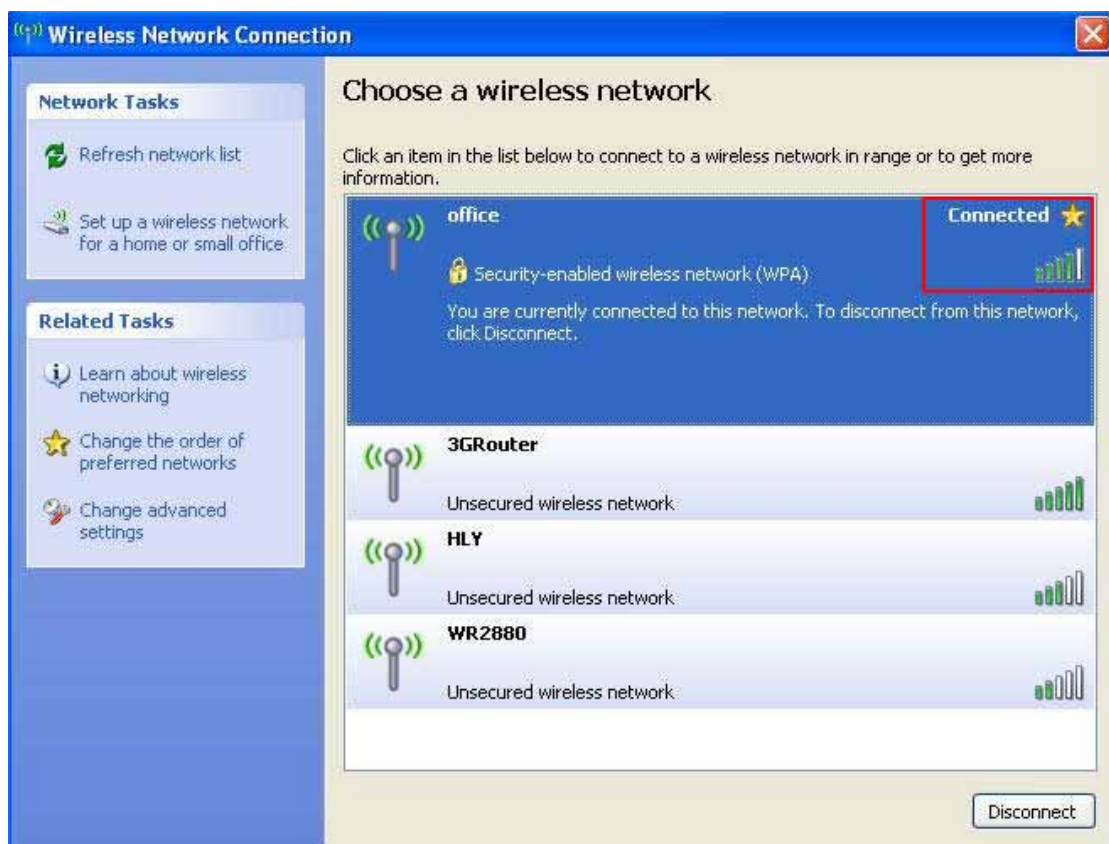 Wireless Network Connection
Network Tasks
Refresh network list
Set up a wireless network
for a home or small office
Related Tasks
Learn about wireless
networking
Change the order of
preferred networks
Change advanced
settings
Choose a wireless network
Click an item in the list below to connect to a wireless network in range or to get more
information.
office
Connected
Security-enabled wireless network (WPA)
You are currently connected to this network. To disconnect from this network,
click Disconnect.
3GRouter
Unsecured wireless network
HLY
Unsecured wireless network
WR2880
Unsecured wireless network
Disconnect